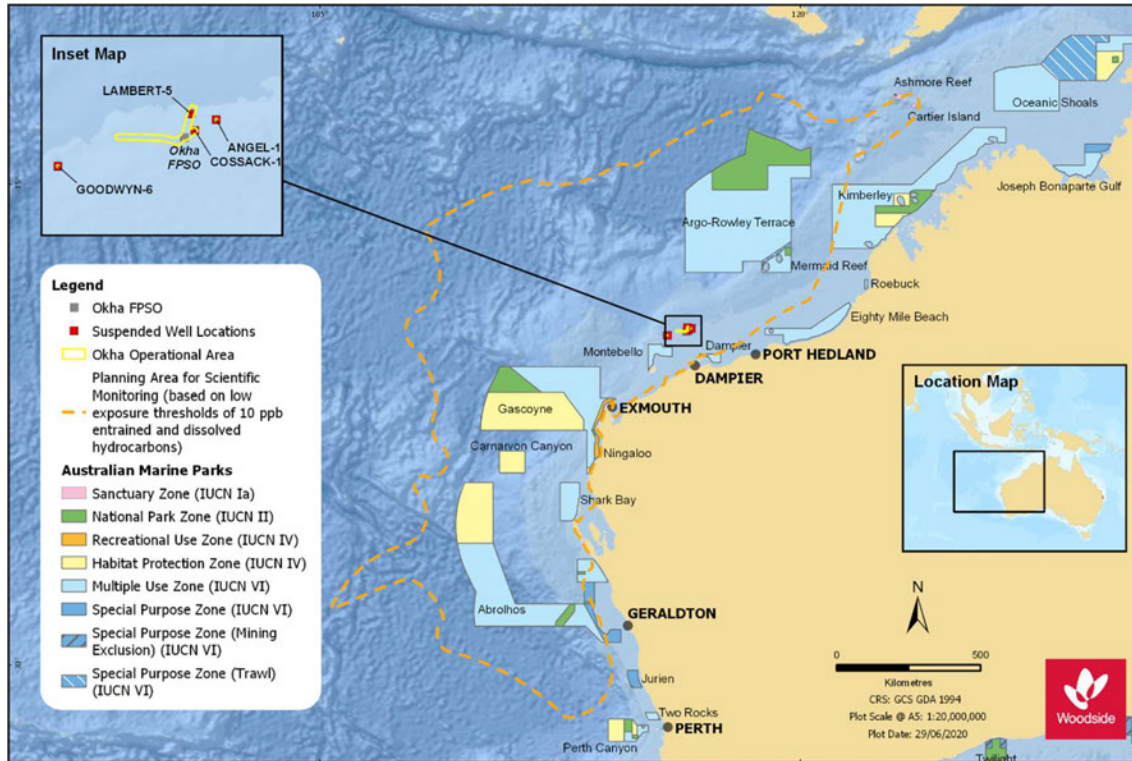 105
120
Inset Map
LAMBERT-5
Okha
FPSO
ANGEL-1
COSSACK-1
GOODWYN-6
Ashmore Reef
Cartier Island
Oceanic Shoals
Joseph Bonaparte Gulf
Kimberley
Argo-Rowley Terrace
Mermaid Reef
Roebuck
Eighty Mile Beach
Montebello
Dampier
PORT HEDLAND
DAMPIER
EXMOUTH
Gascoyne
Carnarvon Canyon
Ningaloo
Shark Bay
Abrolhos
GERALDTON
Jurien
Two Rocks
PERTH
Perth Canyon
Twilight
15
30
Legend
Okha FPSO
Suspended Well Locations
Okha Operational Area
Planning Area for Scientific
Monitoring (based on low
exposure thresholds of 10 ppb
entrained and dissolved
hydrocarbons)
Australian Marine Parks
Sanctuary Zone (IUCN Ia)
National Park Zone (IUCN II)
Recreational Use Zone (IUCN IV)
Habitat Protection Zone (IUCN IV)
Multiple Use Zone (IUCN VI)
Special Purpose Zone (IUCN VI)
Special Purpose Zone (Mining
Exclusion) (IUCN VI)
Special Purpose Zone (Trawl)
(IUCN VI)
Location Map
N
0 500
Kilometres
CRS: GCS GDA 1994
Plot Scale @ A5: 1:20,000,000
Plot Date: 29/06/2020
Woodside